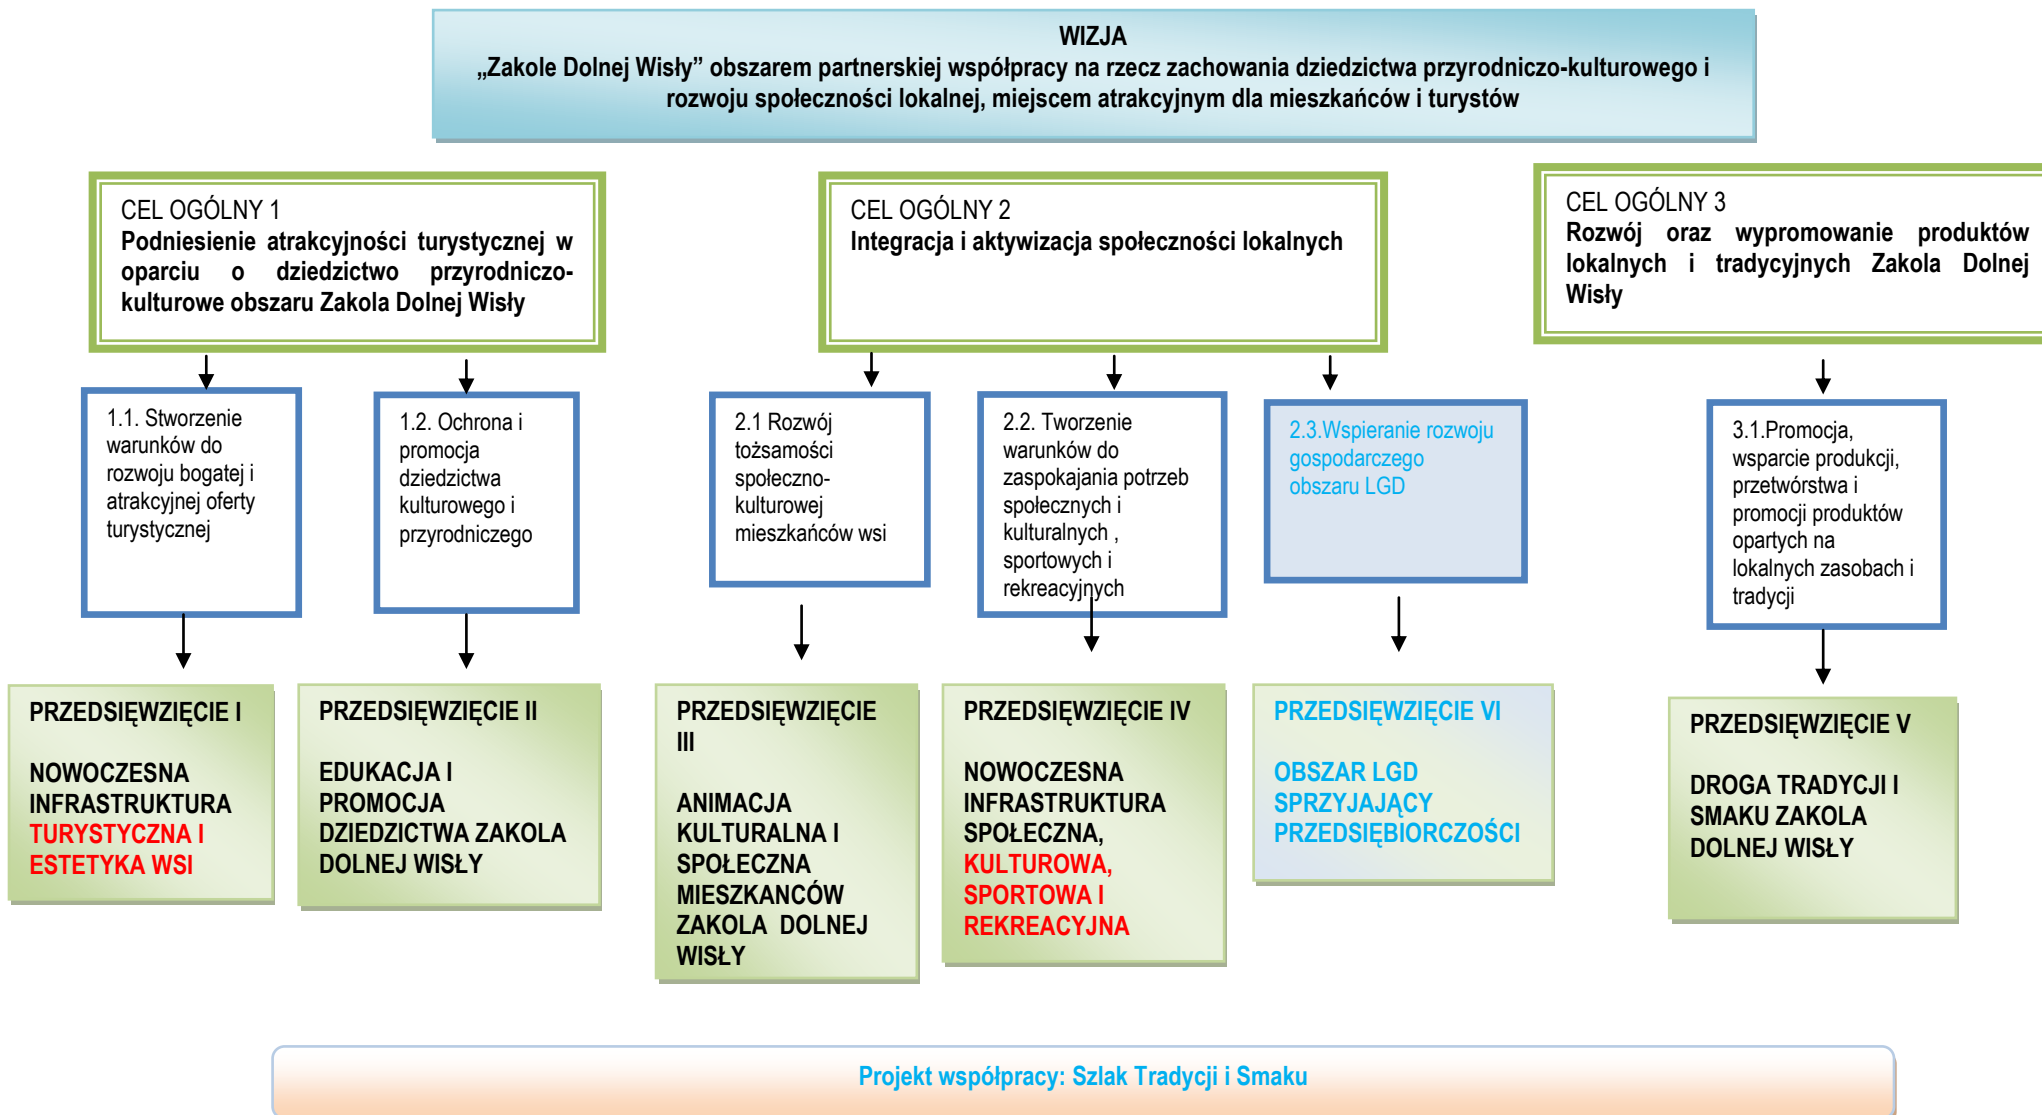 WIZJA
„Zakole Dolnej Wisły” obszarem partnerskiej współpracy na rzecz zachowania dziedzictwa przyrodniczo-kulturowego i
rozwoju społeczności lokalnej, miejscem atrakcyjnym dla mieszkańców i turystów
CEL OGÓLNY 1
Podniesienie atrakcyjności turystycznej w
oparciu o dziedzictwo przyrodniczo-
kulturowe obszaru Zakola Dolnej Wisły
CEL OGÓLNY 2
Integracja i aktywizacja społeczności lokalnych
CEL OGÓLNY 3
Rozwój oraz wypromowanie produktów
lokalnych i tradycyjnych Zakola Dolnej
Wisły
1.1. Stworzenie
warunków do
rozwoju bogatej i
atrakcyjnej oferty
turystycznej
1.2. Ochrona i
promocja
dziedzictwa
kulturowego i
przyrodniczego
2.1 Rozwój
tożsamości
społeczno-
kulturowej
mieszkańców wsi
2.2. Tworzenie
warunków do
zaspokajania potrzeb
społecznych i
kulturalnych ,
sportowych i
rekreacyjnych
2.3.Wspieranie rozwoju
gospodarczego
obszaru LGD
3.1.Promocja,
wsparcie produkcji,
przetwórstwa i
promocji produktów
opartych na
lokalnych zasobach i
tradycji
PRZEDSIĘWZIĘCIE I
NOWOCZESNA
INFRASTRUKTURA
TURYSTYCZNA I
ESTETYKA WSI
PRZEDSIĘWZIĘCIE II
EDUKACJA I
PROMOCJA
DZIEDZICTWA ZAKOLA
DOLNEJ WISŁY
PRZEDSIĘWZIĘCIE
III
ANIMACJA
KULTURALNA I
SPOŁECZNA
MIESZKANCÓW
ZAKOLA DOLNEJ
WISŁY
PRZEDSIĘWZIĘCIE IV
NOWOCZESNA
INFRASTRUKTURA
SPOŁECZNA,
KULTUROWA,
SPORTOWA I
REKREACYJNA
PRZEDSIĘWZIĘCIE VI
OBSZAR LGD
SPRZYJAJĄCY
PRZEDSIĘBIORCZOŚCI
PRZEDSIĘWZIĘCIE V
DROGA TRADYCJI I
SMAKU ZAKOLA
DOLNEJ WISŁY
Projekt współpracy: Szlak Tradycji i Smaku